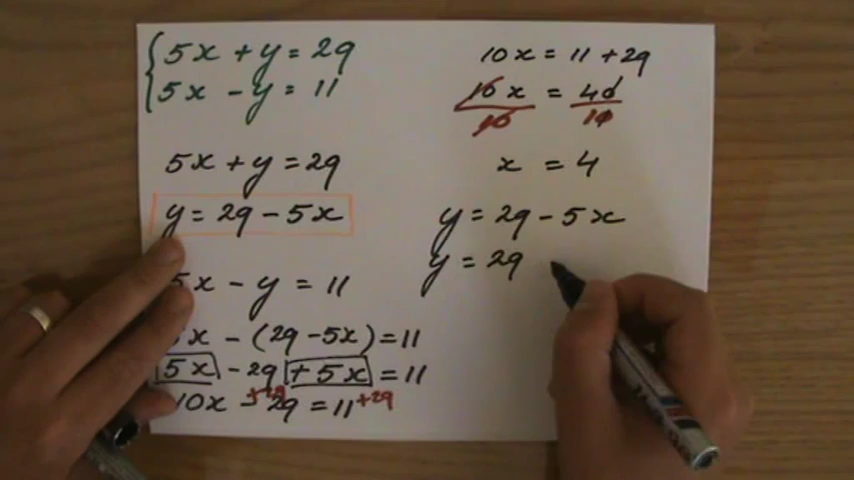 5x + y = 29
5x - y = 11
5x + y = 29
y = 29 - 5x
5x - y = 11
5x - (29 - 5x) = 11
5x - 29 + 5x = 11
+29 +29
10x - 29 = 11
10x = 11 + 29
10x = 40
10 10
x = 4
y = 29 - 5x
y = 29